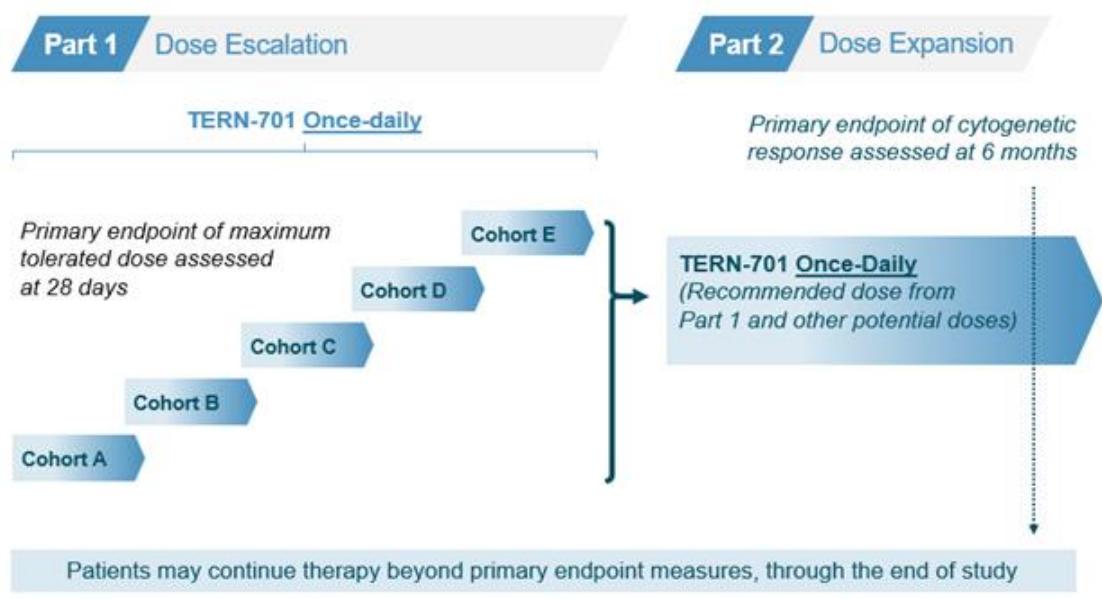 Part 1 Dose Escalation
Part 2 Dose Expansion
TERN-701 Once-daily
Primary endpoint of cytogenetic
response assessed at 6 months
Primary endpoint of maximum
tolerated dose assessed
at 28 days
Cohort E
Cohort D
Cohort C
Cohort B
Cohort A
TERN-701 Once-Daily
(Recommended dose from
Part 1 and other potential doses)
Patients may continue therapy beyond primary endpoint measures, through the end of study